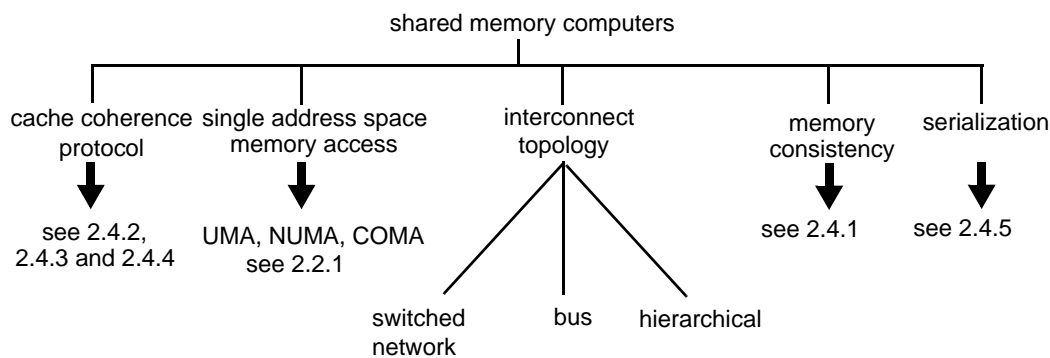 shared memory computers
cache coherence
protocol
single address space
memory access
interconnect
topology
memory
consistency
serialization
see 2.4.2,
2.4.3 and 2.4.4
UMA, NUMA, COMA
see 2.2.1
see 2.4.1
see 2.4.5
switched
network
bus
hierarchical